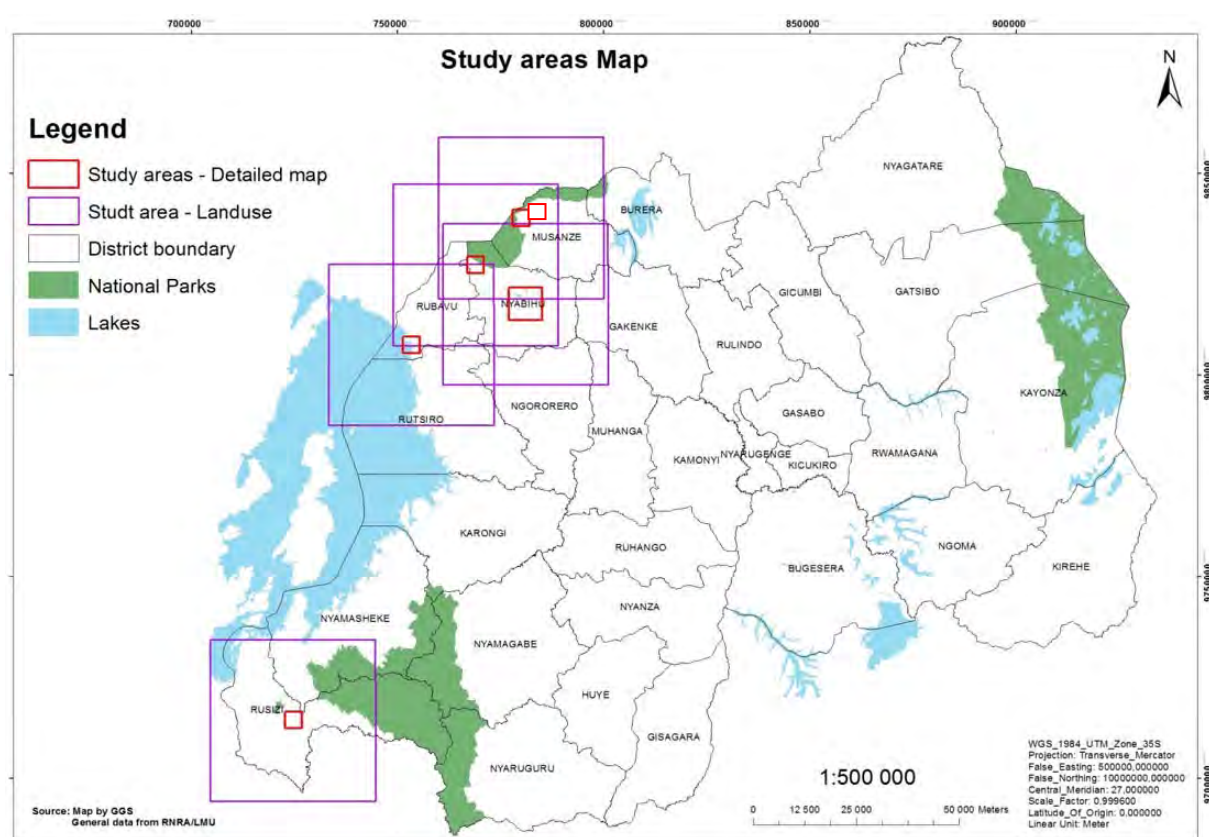 700000 750000 800000 850000 900000
Study areas Map
N
Legend
Study areas - Detailed map
Studt area - Landuse
District boundary
National Parks
Lakes
NYAGATARE
BURERA
MUSANZE
RUBAVU
NYABIHU
GICUMBI
GATSIBO
GAKENKE
RULINDO
KAYONZA
RUTSIRO
NGORORERO
GASABO
MUHANGA
KAMONYI
NYARUGENGE
KICUKIRO
RWAMAGANA
KARONGI
RUHANGO
BUGESERA
NGOMA
KIREHE
NYAMASHEKE
NYAMAGABE
NYANZA
RUSIZI
HUYE
GISAGARA
NYARUGURU
9850000
9800000
9750000
9700000
1:500 000
0 12 500 25 000 50 000 Meters
WGS_1984_UTM_Zone_35S
Projection: Transverse_Mercator
False_Easting: 500000,000000
False_Northing: 10000000,000000
Central_Meridian: 27,000000
Scale_Factor: 0,999600
Latitude_Of_Origin: 0,000000
Linear Unit: Meter
Source: Map by GGS
General data from RNRA/LMU